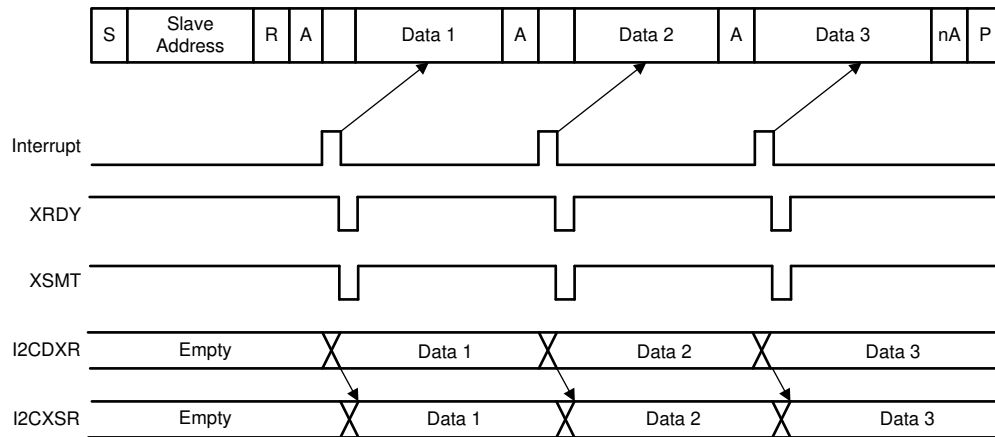 S Slave Address R A Data 1 A Data 2 A Data 3 nA P
Interrupt
XRDY
XSMT
I2CDXR Empty Data 1 Data 2 Data 3
I2CXSR Empty Data 1 Data 2 Data 3